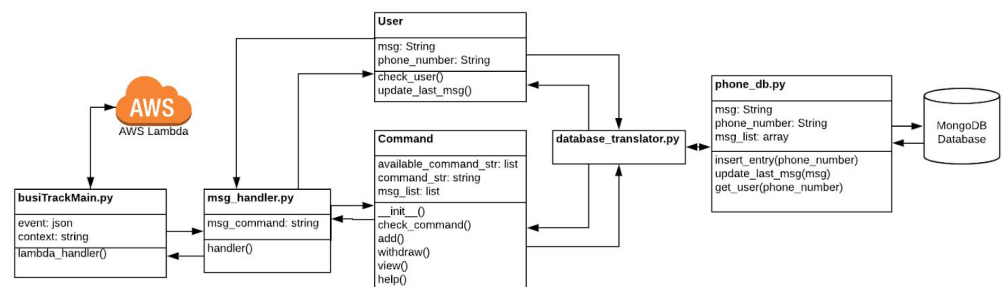 User
msg: String
phone_number: String
check_user()
update_last_msg()
AWS
AWS Lambda
busiTrackMain.py
event: json
context: string
lambda_handler()
msg_handler.py
msg_command: string
handler()
Command
available_command_str: list
command_str: string
msg_list: list
__init__()
check_command()
add()
withdraw()
view()
help()
database_translator.py
phone_db.py
msg: String
phone_number: String
msg_list: array
insert_entry(phone_number)
update_last_msg(msg)
get_user(phone_number)
MongoDB
Database